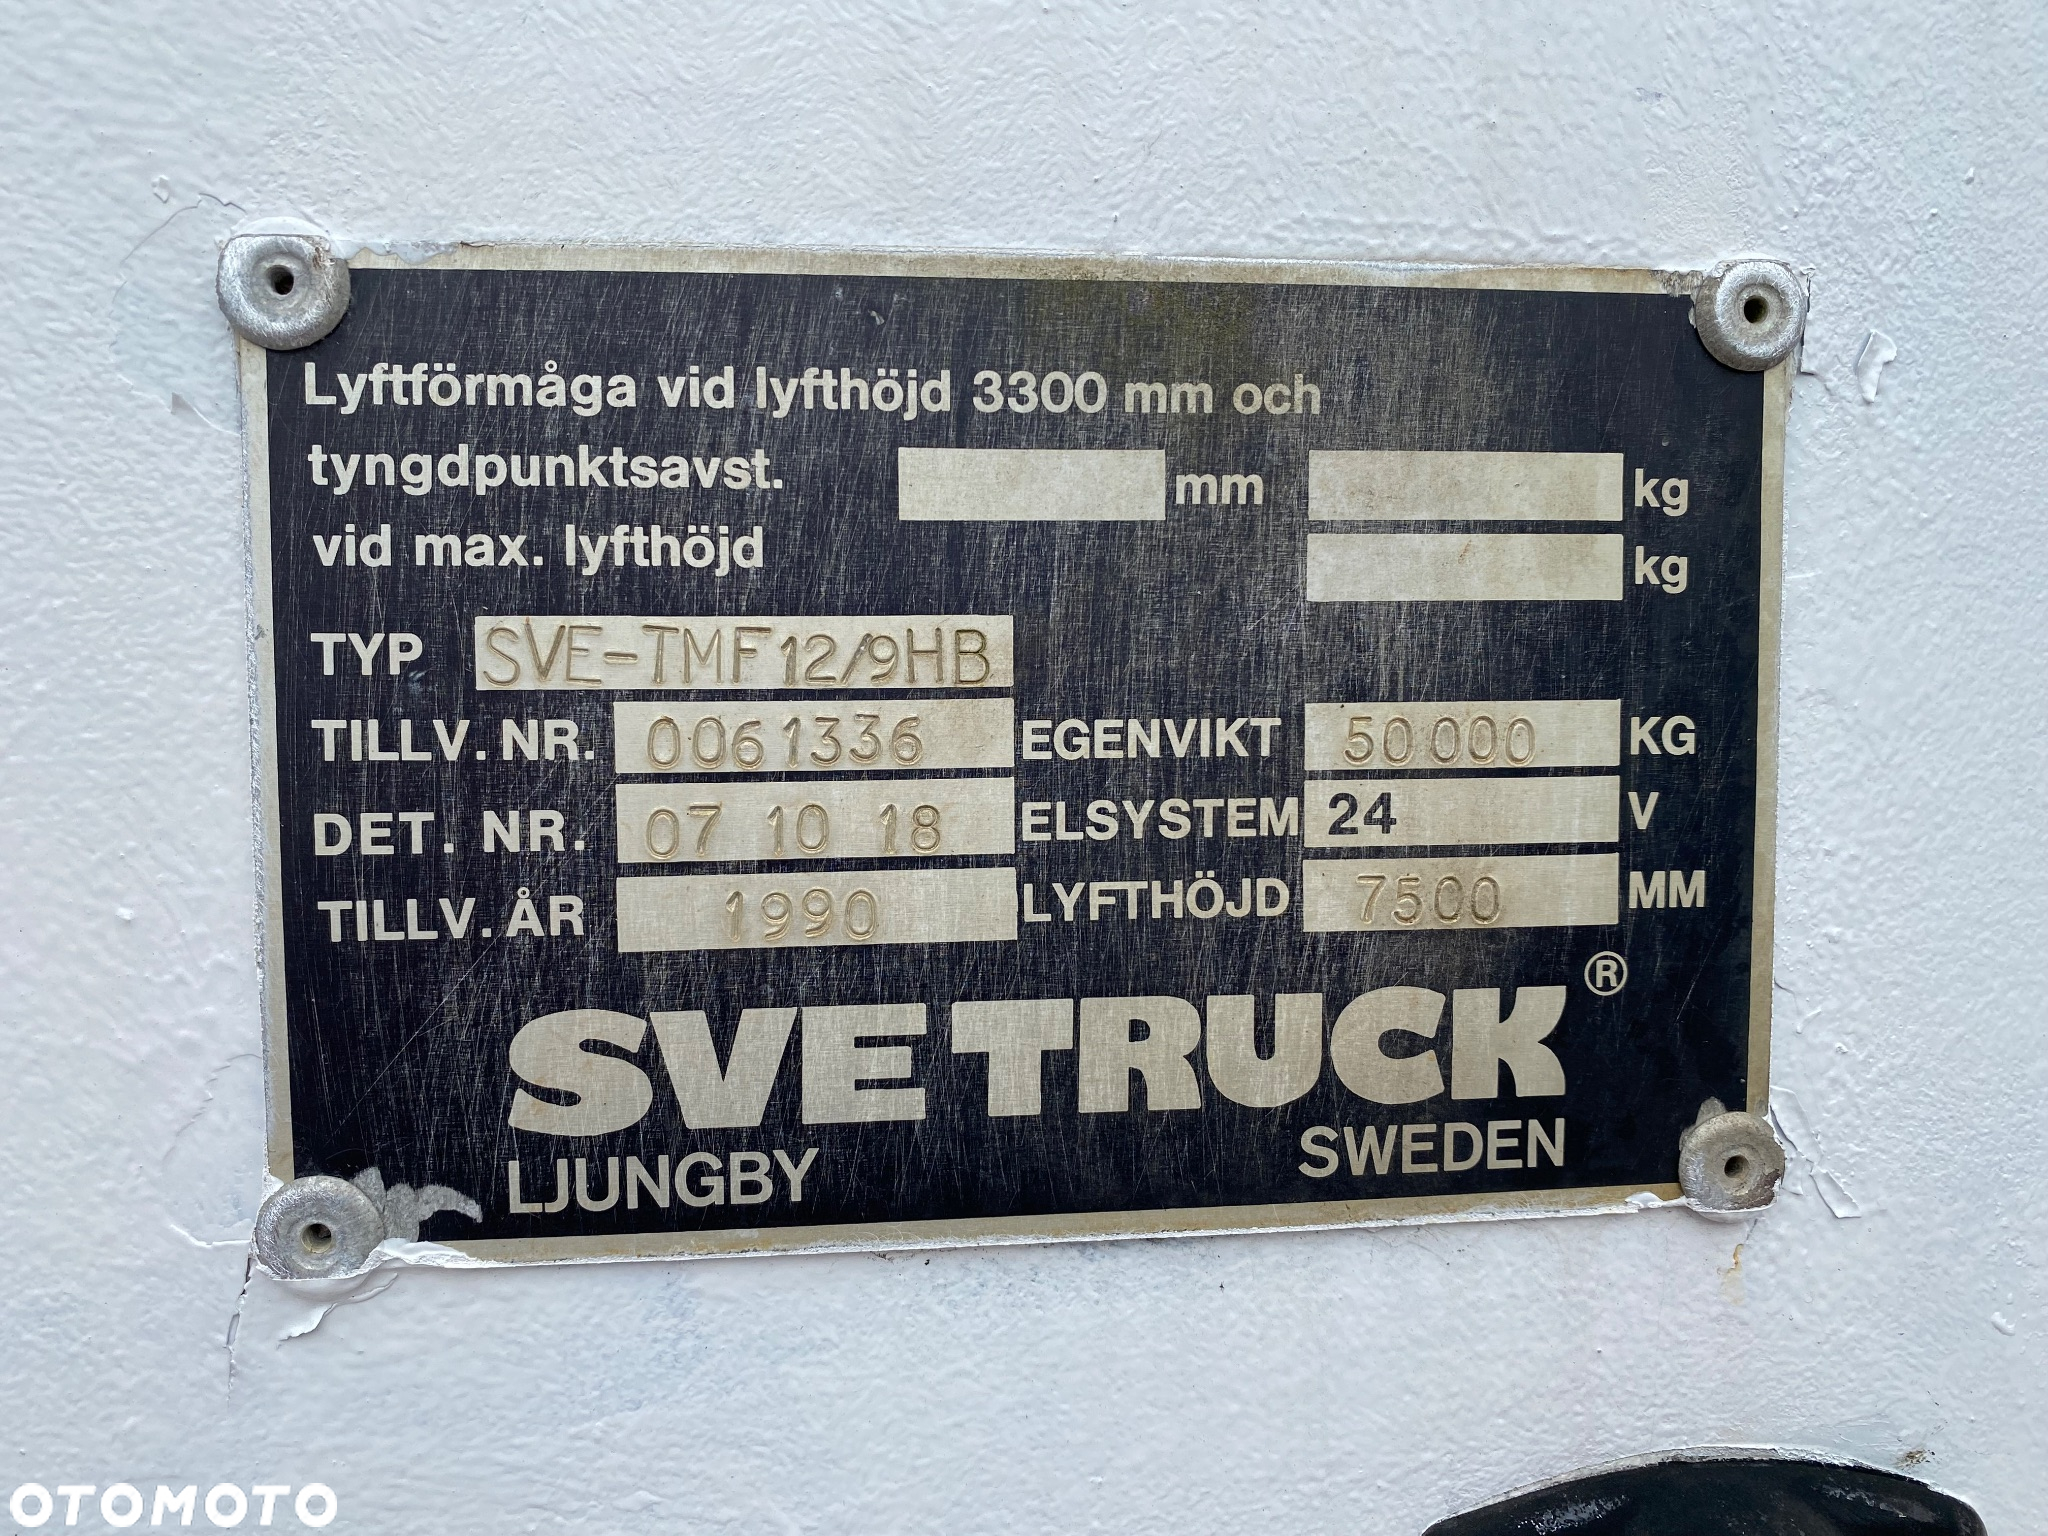 Lyftförmåga vid lyfthöjd 3300 mm och
tyngdpunktsavst. mm kg
vid max. lyfthöjd kg
TYP SVE-TMF12/9HB
TILLV. NR. 0061336 EGENVIKT 50000 KG
DET. NR. 07 10 18 ELSYSTEM 24 V
TILLV. ÅR 1990 LYFTHÖJD 7500 MM
SVETRUCK ®
LJUNGBY SWEDEN
OTOMOTO